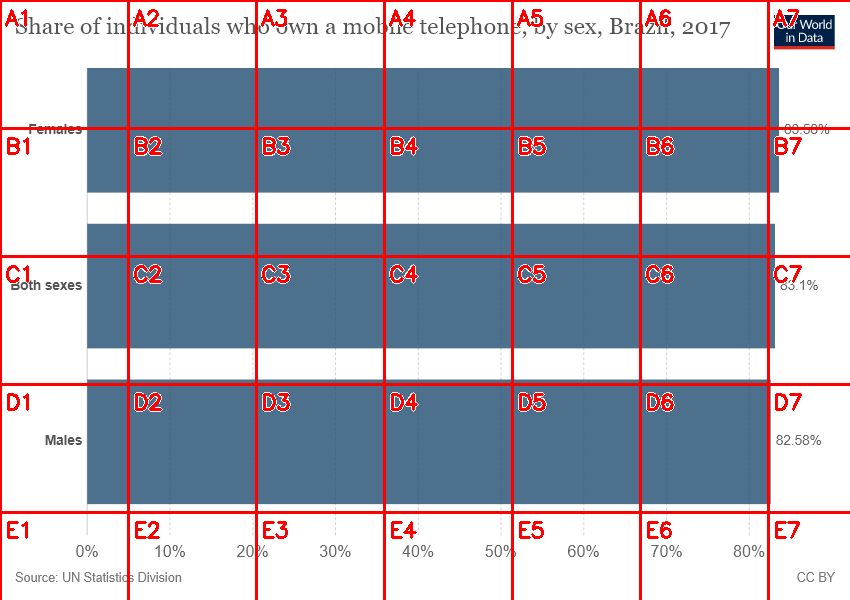 Share of individuals who own a mobile telephone, by sex, Brazil, 2017
Our World
in Data
A1 A2 A3 A4 A5 A6 A7
Females 83.58%
B1 B2 B3 B4 B5 B6 B7
C1 C2 C3 C4 C5 C6 C7
Both sexes 83.1%
D1 D2 D3 D4 D5 D6 D7
Males 82.58%
E1 E2 E3 E4 E5 E6 E7
0% 10% 20% 30% 40% 50% 60% 70% 80%
Source: UN Statistics Division CC BY